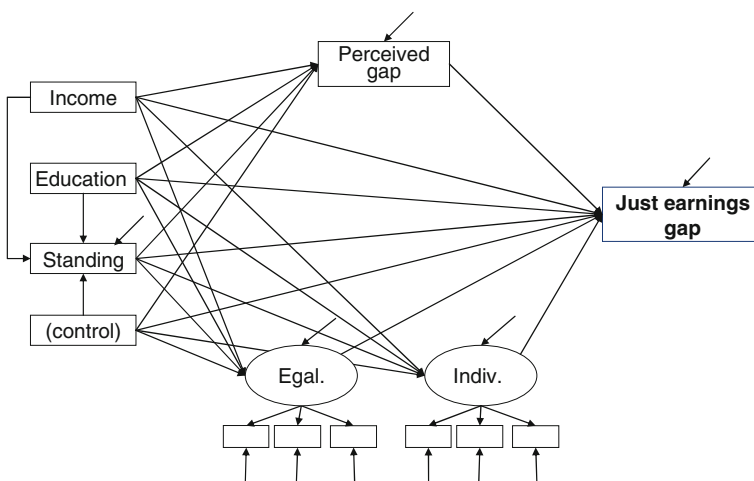 Perceived
gap
Income
Education
Just earnings
gap
Standing
(control)
Egal.
Indiv.